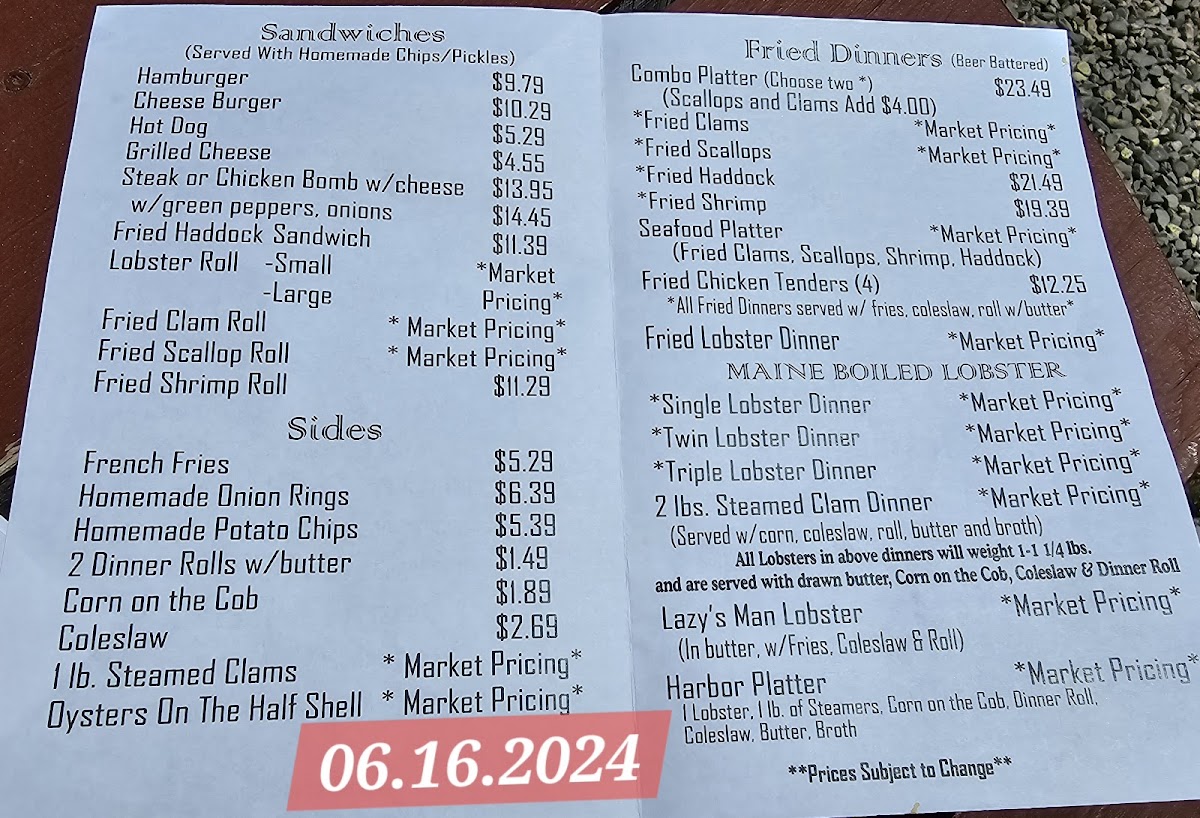 Sandwiches
(Served With Homemade Chips/Pickles)
Hamburger $9.79
Cheese Burger $10.29
Hot Dog $5.29
Grilled Cheese $4.55
Steak or Chicken Bomb w/cheese $13.95
w/green peppers, onions $14.45
Fried Haddock Sandwich $11.39
Lobster Roll -Small *Market
-Large Pricing*
Fried Clam Roll * Market Pricing*
Fried Scallop Roll * Market Pricing*
Fried Shrimp Roll $11.29
Sides
French Fries $5.29
Homemade Onion Rings $6.39
Homemade Potato Chips $5.39
2 Dinner Rolls w/butter $1.49
Corn on the Cob $1.89
Coleslaw $2.69
1 lb. Steamed Clams * Market Pricing*
Oysters On The Half Shell * Market Pricing*
Fried Dinners (Beer Battered)
Combo Platter (Choose two *) $23.49
(Scallops and Clams Add $4.00)
*Fried Clams *Market Pricing*
*Fried Scallops *Market Pricing*
*Fried Haddock $21.49
*Fried Shrimp $19.39
Seafood Platter *Market Pricing*
(Fried Clams, Scallops, Shrimp, Haddock)
Fried Chicken Tenders (4) $12.25
*All Fried Dinners served w/ fries, coleslaw, roll w/butter*
Fried Lobster Dinner *Market Pricing*
MAINE BOILED LOBSTER
*Single Lobster Dinner *Market Pricing*
*Twin Lobster Dinner *Market Pricing*
*Triple Lobster Dinner *Market Pricing*
2 lbs. Steamed Clam Dinner *Market Pricing*
(Served w/corn, coleslaw, roll, butter and broth)
All Lobsters in above dinners will weight 1-1 1/4 lbs.
and are served with drawn butter, Corn on the Cob, Coleslaw & Dinner Roll
Lazy's Man Lobster *Market Pricing*
(In butter, w/Fries, Coleslaw & Roll)
Harbor Platter *Market Pricing*
1 Lobster, 1 lb. of Steamers, Corn on the Cob, Dinner Roll,
Coleslaw, Butter, Broth
**Prices Subject to Change**
06.16.2024